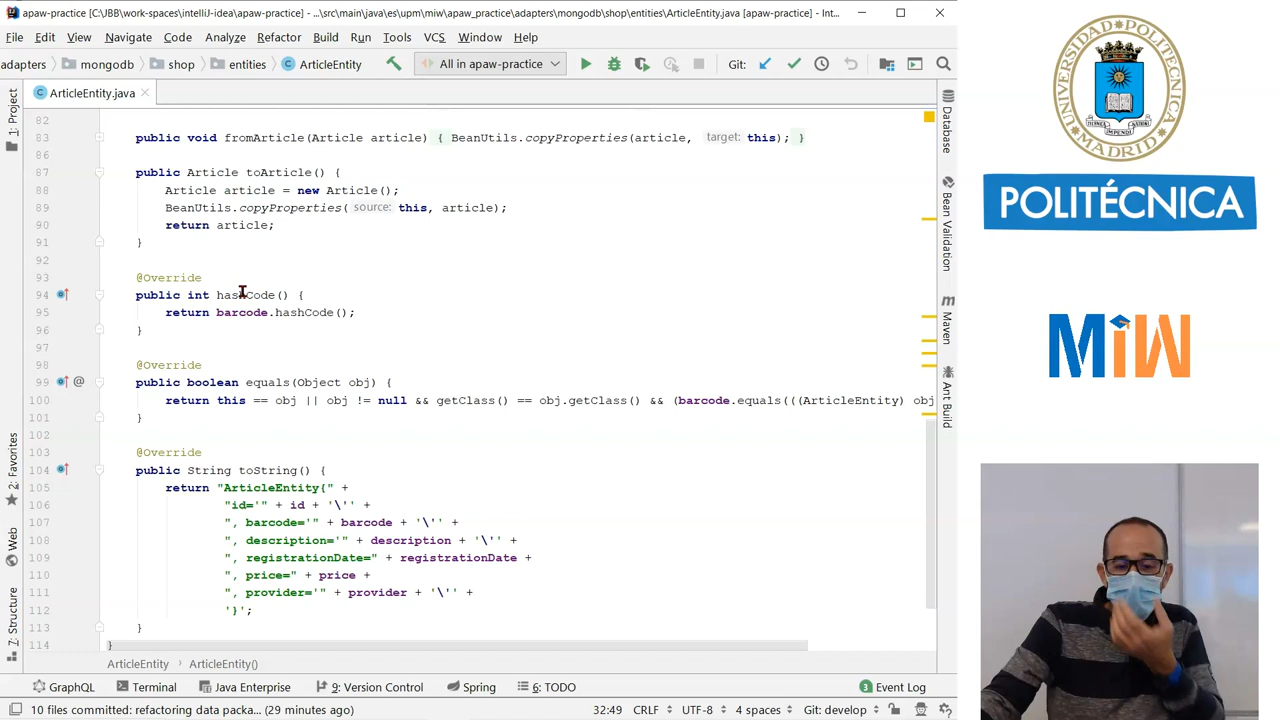 apaw-practice [C:\JBB\work-spaces\intelliJ-idea\apaw-practice] - ...\src\main\java\es\upm\miw\apaw_practice\adapters\mongodb\shop\entities\ArticleEntity.java [apaw-practice] - Int...
File Edit View Navigate Code Analyze Refactor Build Run Tools VCS Window Help
adapters mongodb shop entities ArticleEntity All in apaw-practice Git:
ArticleEntity.java
82
83 public void fromArticle(Article article) { BeanUtils.copyProperties(article, target: this); }
86
87 public Article toArticle() {
88 Article article = new Article();
89 BeanUtils.copyProperties( source: this, article);
90 return article;
91 }
92
93 @Override
94 public int hashCode() {
95 return barcode.hashCode();
96 }
97
98 @Override
99 public boolean equals(Object obj) {
100 return this == obj || obj != null && getClass() == obj.getClass() && (barcode.equals(((ArticleEntity) obj
101 }
102
103 @Override
104 public String toString() {
105 return "ArticleEntity{" +
106 "id='" + id + '\'' +
107 ", barcode='" + barcode + '\'' +
108 ", description='" + description + '\'' +
109 ", registrationDate=" + registrationDate +
110 ", price=" + price +
111 ", provider='" + provider + '\'' +
112 '}';
113 }
114 }
ArticleEntity ArticleEntity()
GraphQL Terminal Java Enterprise 9: Version Control Spring 6: TODO 3 Event Log
10 files committed: refactoring data packa... (29 minutes ago) 32:49 CRLF UTF-8 4 spaces Git: develop
1: Project
2: Favorites
Web
7: Structure
Database
Bean Validation
m
Maven
Ant Build
UNIVERSIDAD POLITÉCNICA
MADRID
POLITÉCNICA
MiW